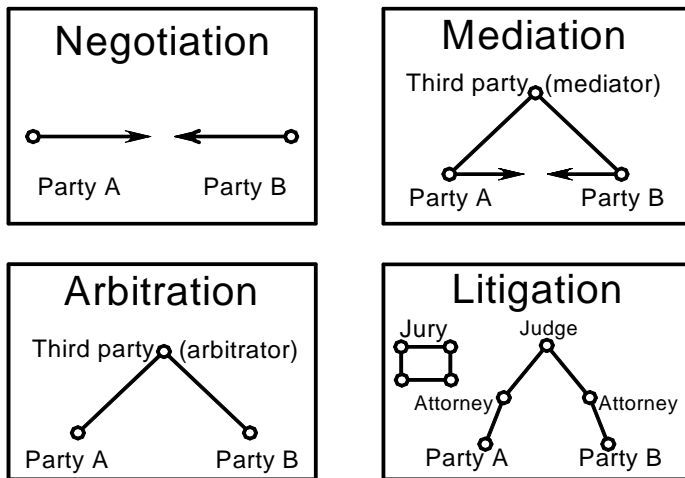 Negotiation
Party A Party B
Mediation
Third party (mediator)
Party A Party B
Arbitration
Third party (arbitrator)
Party A Party B
Litigation
Jury Judge
Attorney Attorney
Party A Party B